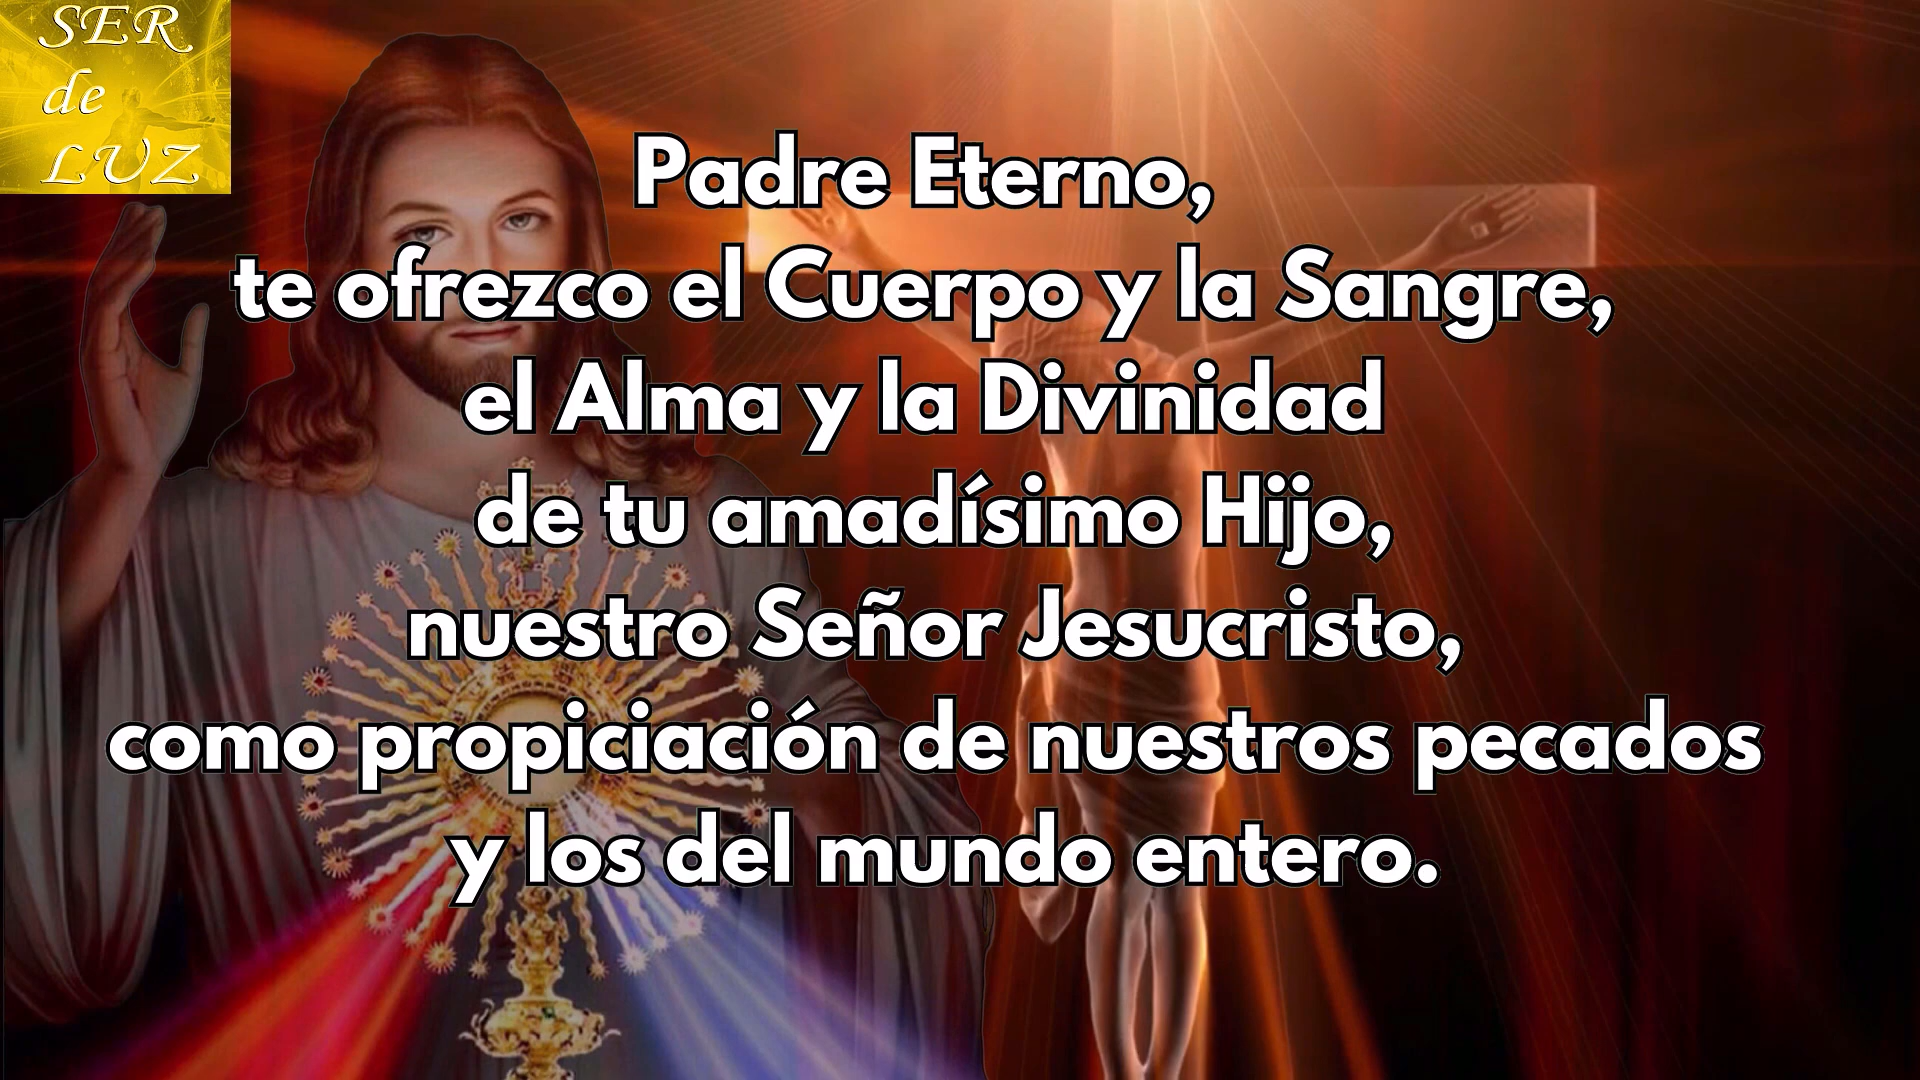 SER
de
LUZ
Padre Eterno,
te ofrezco el Cuerpo y la Sangre,
el Alma y la Divinidad
de tu amadísimo Hijo,
nuestro Señor Jesucristo,
como propiciación de nuestros pecados
y los del mundo entero.